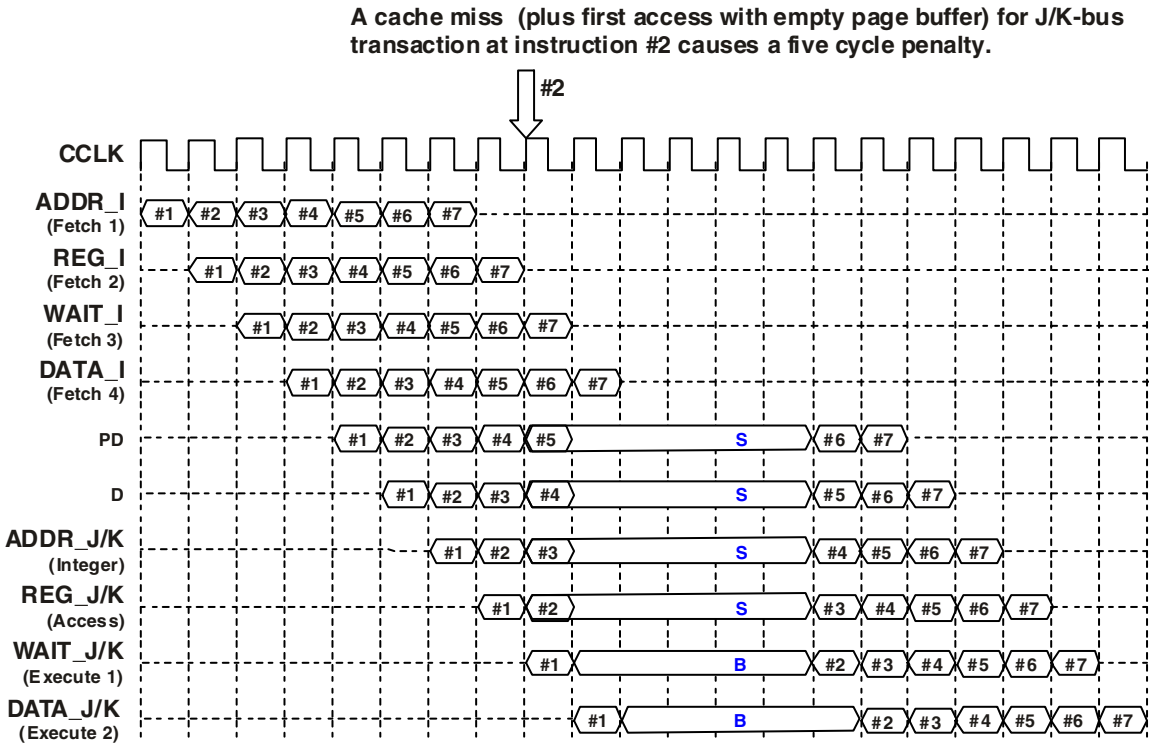 A cache miss (plus first access with empty page buffer) for J/K-bus
transaction at instruction #2 causes a five cycle penalty.
#2
CCLK
ADDR_I
(Fetch 1)
#1 #2 #3 #4 #5 #6 #7
REG_I
(Fetch 2)
#1 #2 #3 #4 #5 #6 #7
WAIT_I
(Fetch 3)
#1 #2 #3 #4 #5 #6 #7
DATA_I
(Fetch 4)
#1 #2 #3 #4 #5 #6 #7
PD #1 #2 #3 #4 #5 S #6 #7
D #1 #2 #3 #4 S #5 #6 #7
ADDR_J/K
(Integer)
#1 #2 #3 S #4 #5 #6 #7
REG_J/K
(Access)
#1 #2 S #3 #4 #5 #6 #7
WAIT_J/K
(Execute 1)
#1 B #2 #3 #4 #5 #6 #7
DATA_J/K
(Execute 2)
#1 B #2 #3 #4 #5 #6 #7